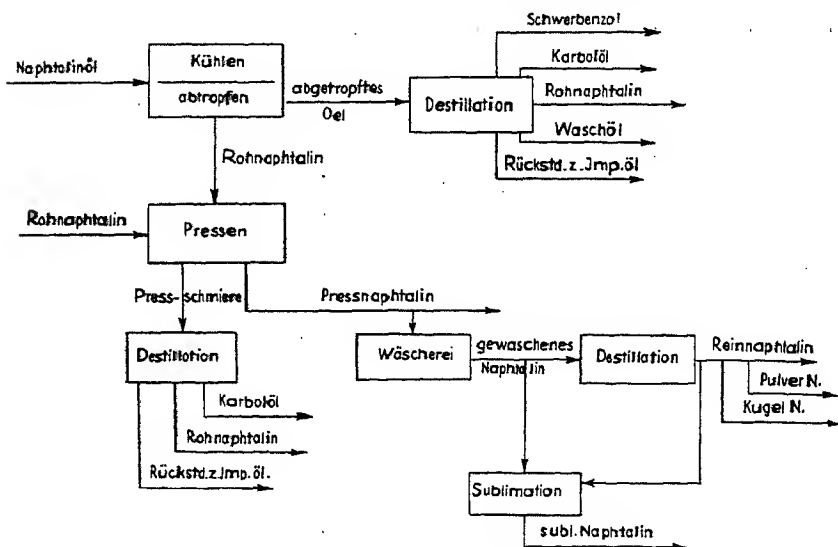 Schwerbenzol
Naphtalinöl
Kühlen
abtropfen
abgetropftes
Oel
Destillation
Karbolöl
Rohnaphtalin
Waschöl
Rückstd.z.Jmp.öl
Rohnaphtalin
Rohnaphtalin
Pressen
Press-schmiere
Pressnaphtalin
Destillation
Karbolöl
Rohnaphtalin
Rückstd.z.Jmp.öl.
Wäscherei
gewaschenes
Naphtalin
Destillation
Reinnaphtalin
Pulver N.
Kugel N.
Sublimation
subl. Naphtalin